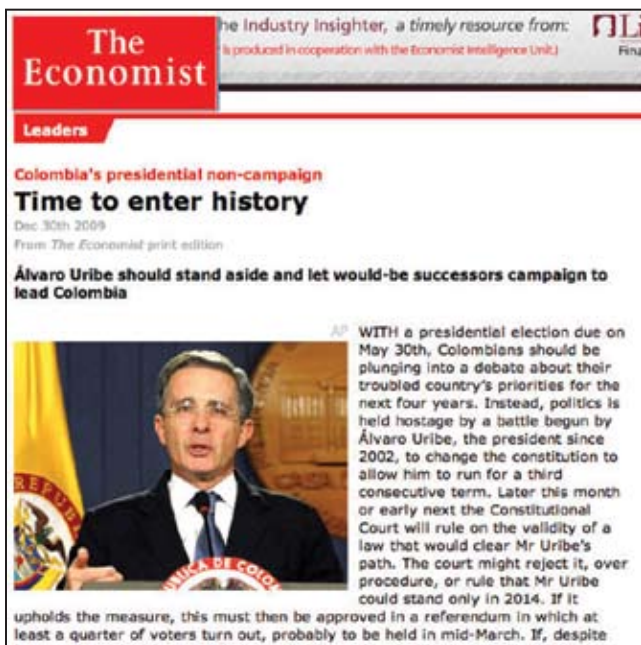 The
Economist
he Industry Insighter, a timely resource from:
is produced in cooperation with the Economist Intelligence Unit.)
Leaders
Colombia's presidential non-campaign
Time to enter history
Dec 30th 2009
From The Economist print edition
Álvaro Uribe should stand aside and let would-be successors campaign to
lead Colombia
AP
WITH a presidential election due on
May 30th, Colombians should be
plunging into a debate about their
troubled country's priorities for the
next four years. Instead, politics is
held hostage by a battle begun by
Álvaro Uribe, the president since
2002, to change the constitution to
allow him to run for a third
consecutive term. Later this month
or early next the Constitutional
Court will rule on the validity of a
law that would clear Mr Uribe's
path. The court might reject it, over
procedure, or rule that Mr Uribe
could stand only in 2014. If it
upholds the measure, this must then be approved in a referendum in which at
least a quarter of voters turn out, probably to be held in mid-March. If, despite